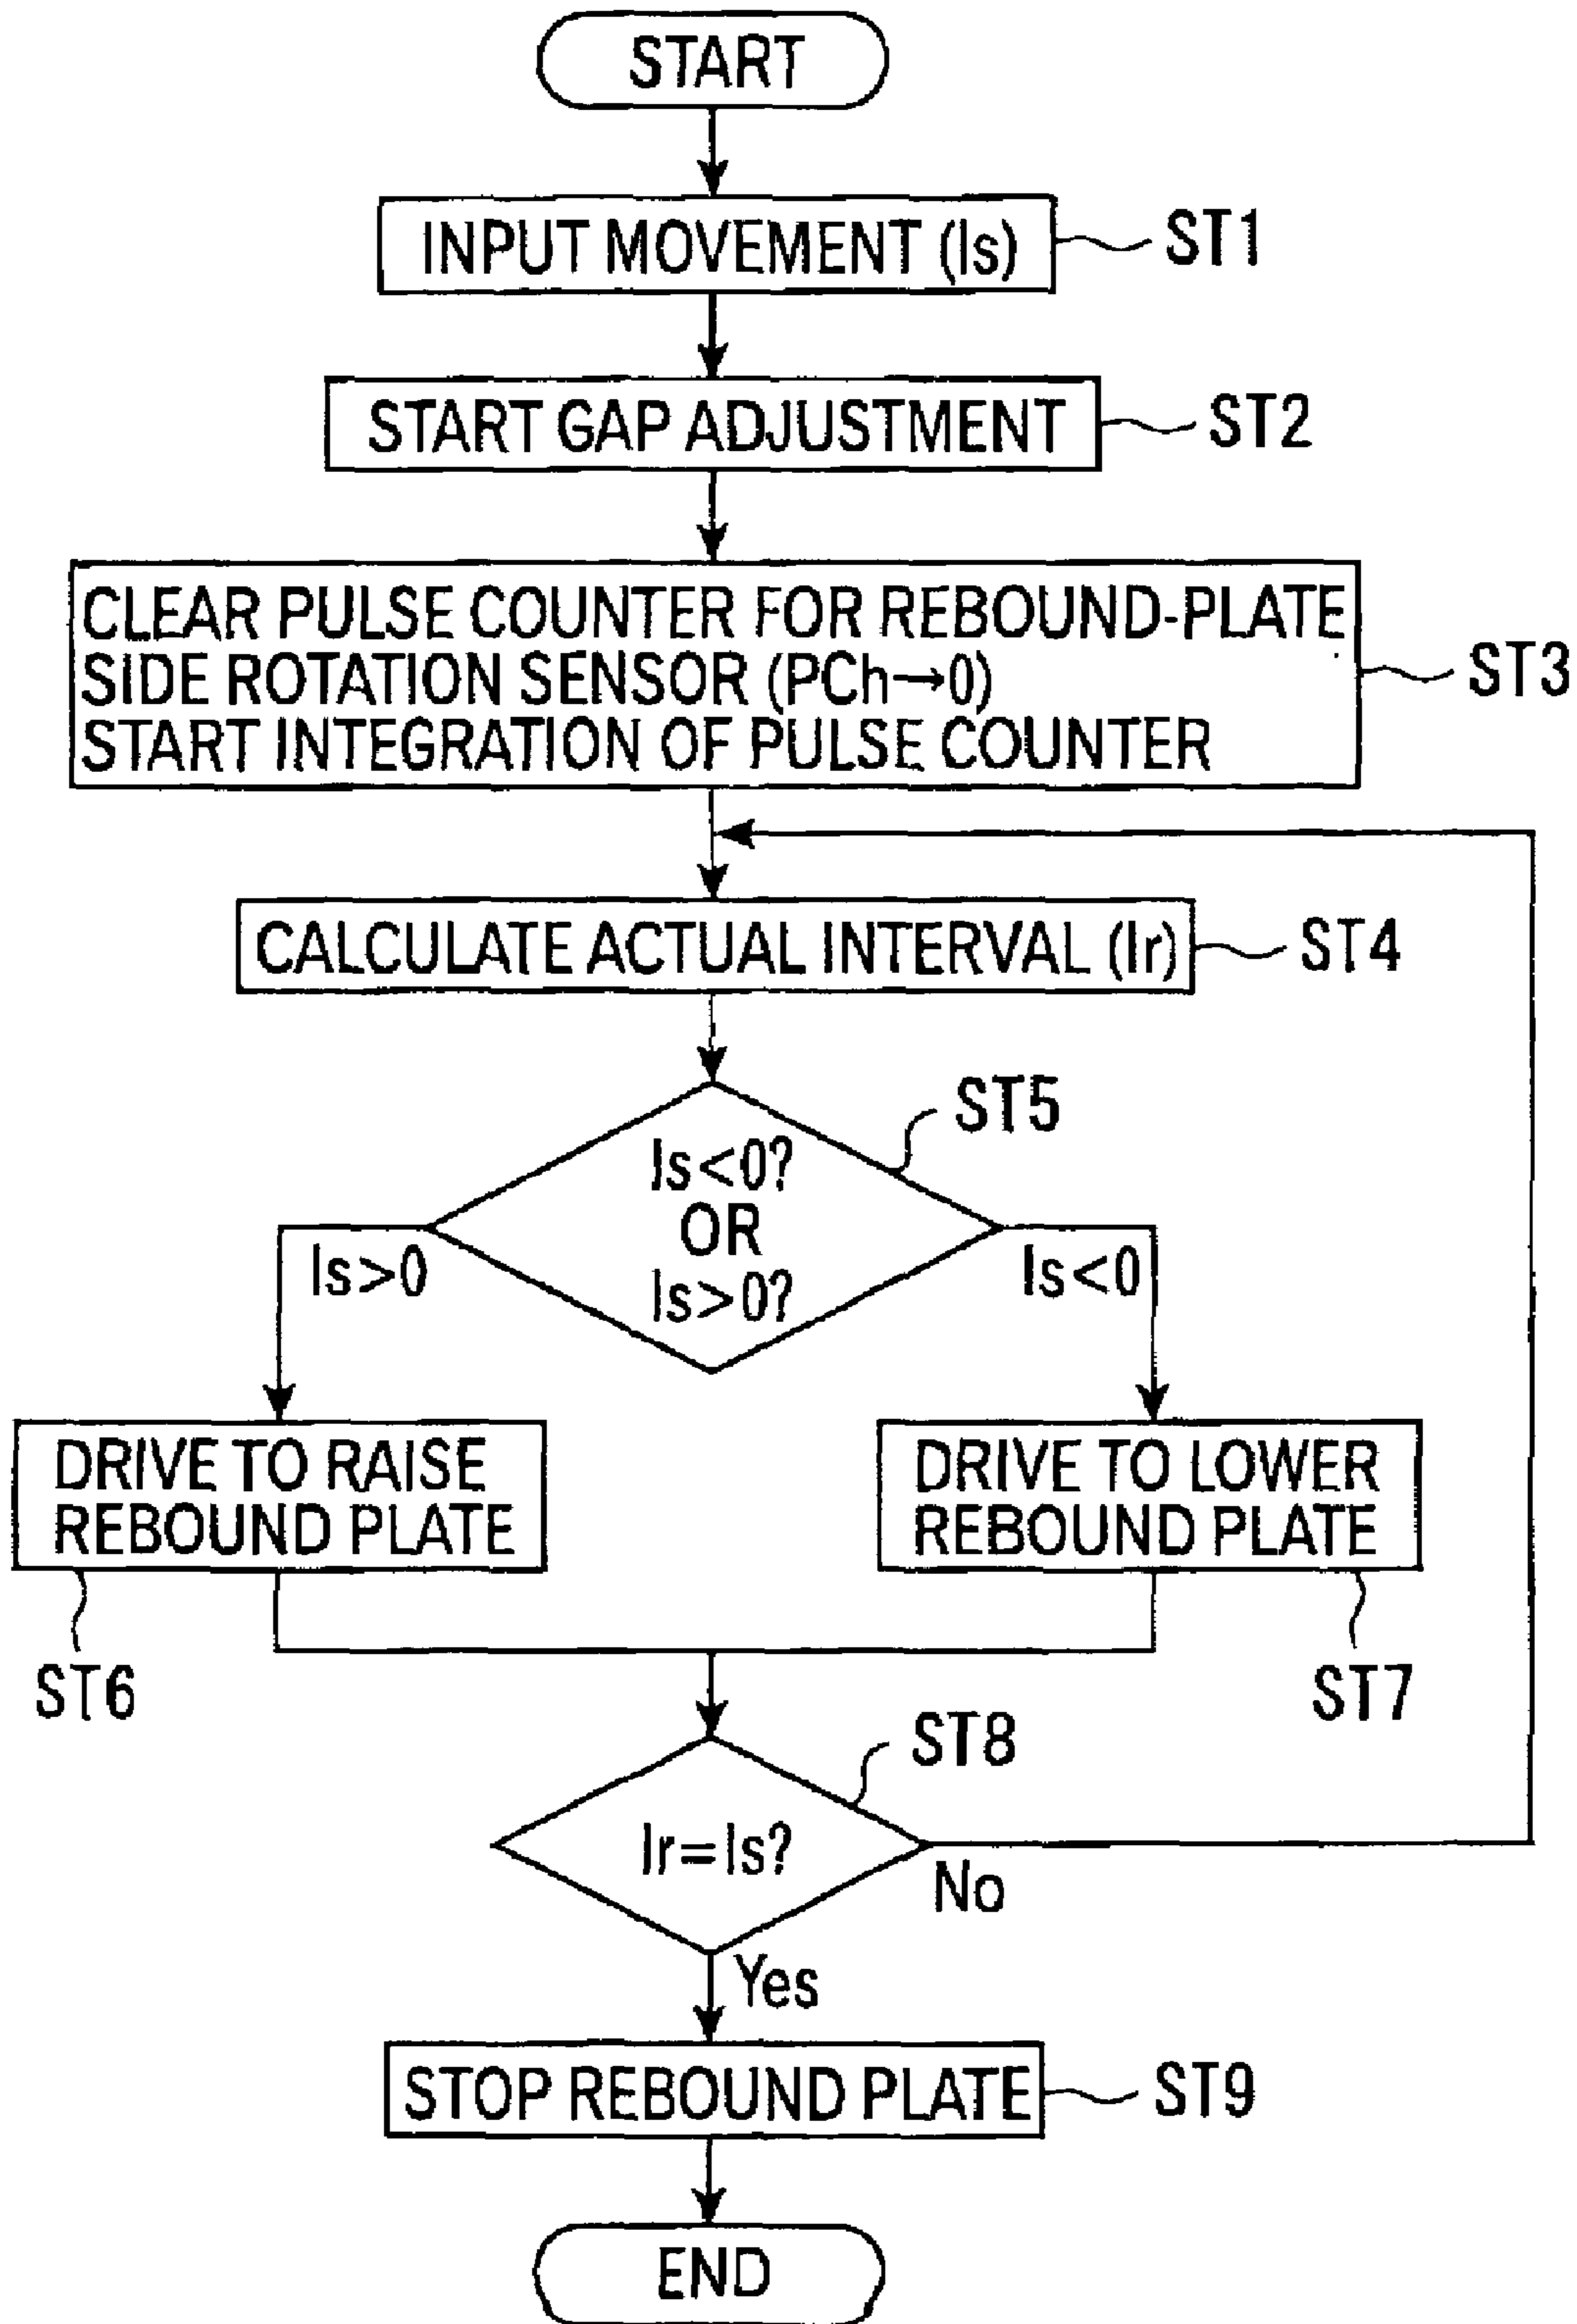 START
INPUT MOVEMENT (Is)
ST1
START GAP ADJUSTMENT
ST2
CLEAR PULSE COUNTER FOR REBOUND-PLATE
SIDE ROTATION SENSOR (PCh→0)
START INTEGRATION OF PULSE COUNTER
ST3
CALCULATE ACTUAL INTERVAL (Ir)
ST4
ST5
Is<0?
OR
Is>0?
Is>0
Is<0
DRIVE TO RAISE
REBOUND PLATE
DRIVE TO LOWER
REBOUND PLATE
ST6
ST7
ST8
Ir=Is?
No
Yes
STOP REBOUND PLATE
ST9
END